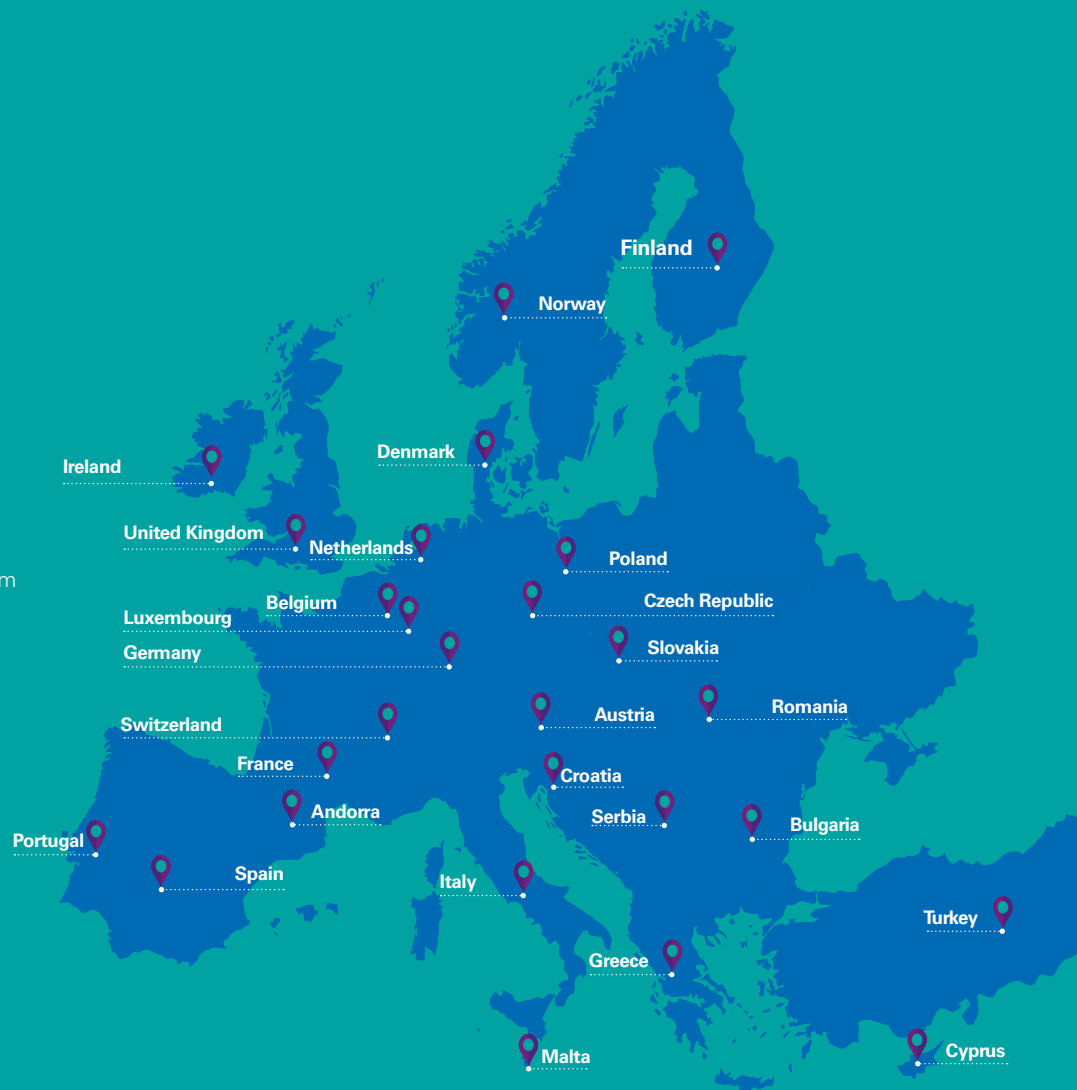 Finland
Norway
Denmark
Ireland
United Kingdom
Netherlands
Poland
m
Belgium
Czech Republic
Luxembourg
Germany
Slovakia
Switzerland
Austria
Romania
France
Croatia
Andorra
Serbia
Bulgaria
Portugal
Spain
Italy
Turkey
Greece
Malta
Cyprus